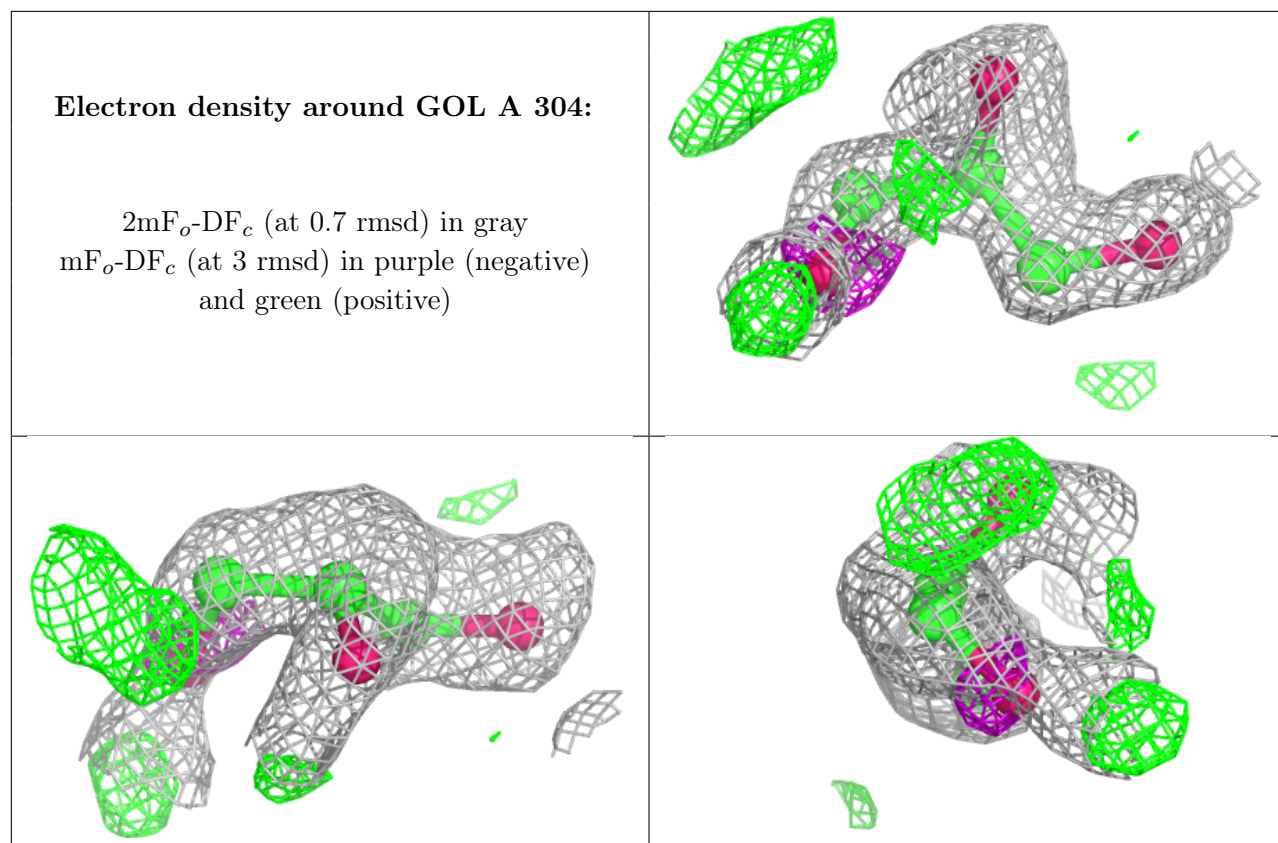 Electron density around GOL A 304:
2mFo-DFc (at 0.7 rmsd) in gray
mFo-DFc (at 3 rmsd) in purple (negative)
and green (positive)